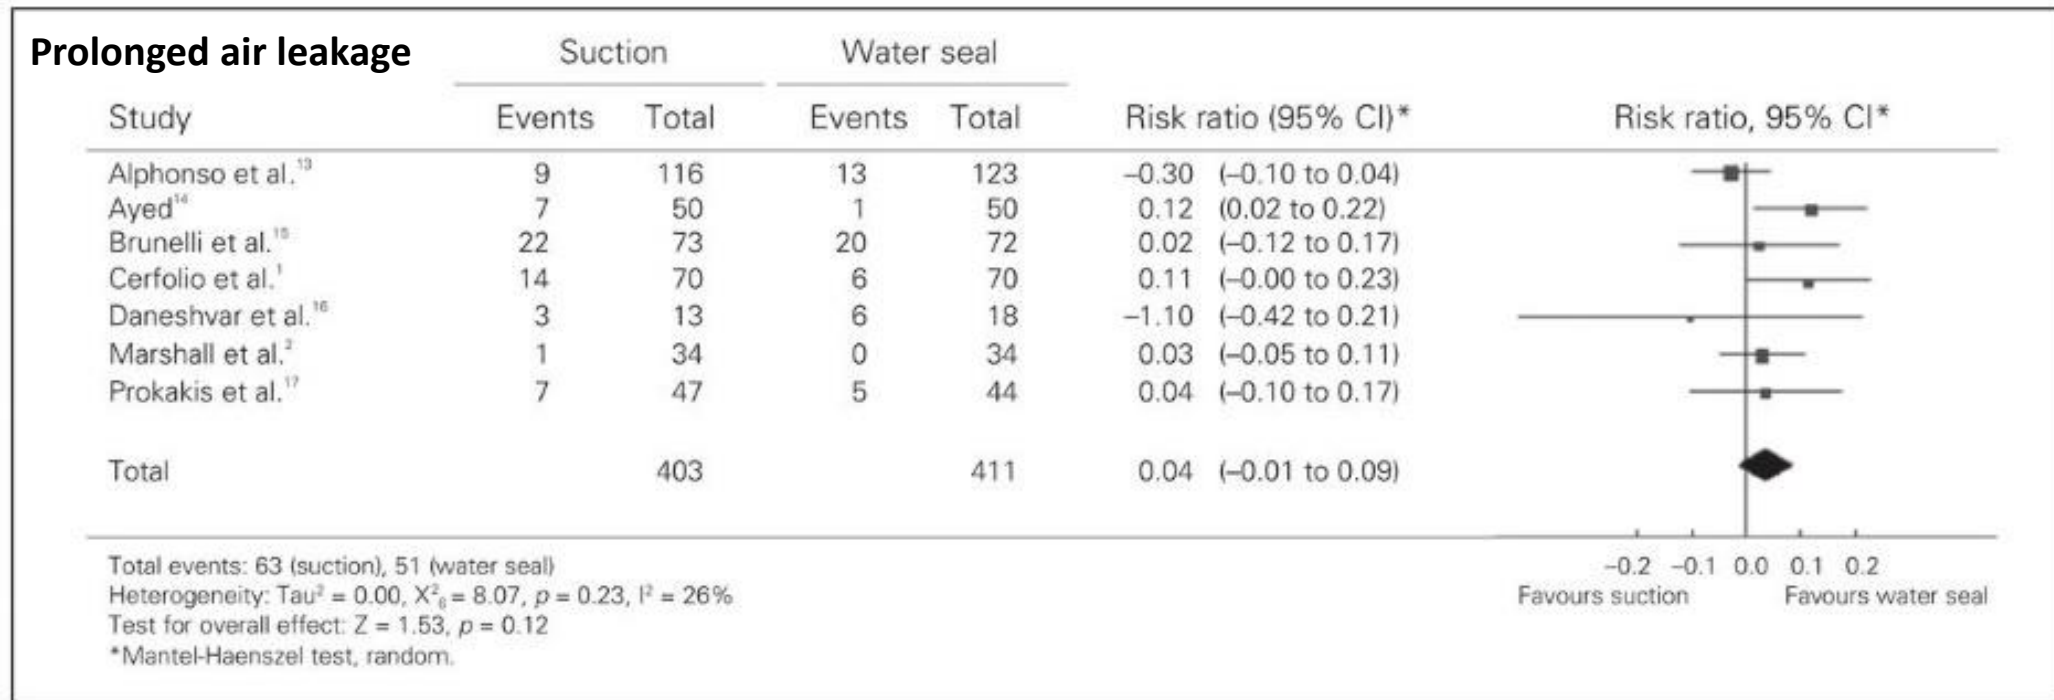 Prolonged air leakage Suction Water seal
Study Events Total Events Total Risk ratio (95% CI)* Risk ratio, 95% CI*
Alphonso et al.¹³ 9 116 13 123 –0.30 (–0.10 to 0.04)
Ayed¹⁴ 7 50 1 50 0.12 (0.02 to 0.22)
Brunelli et al.¹⁵ 22 73 20 72 0.02 (–0.12 to 0.17)
Cerfolio et al.¹ 14 70 6 70 0.11 (–0.00 to 0.23)
Daneshvar et al.¹⁶ 3 13 6 18 –1.10 (–0.42 to 0.21)
Marshall et al.² 1 34 0 34 0.03 (–0.05 to 0.11)
Prokakis et al.¹⁷ 7 47 5 44 0.04 (–0.10 to 0.17)
Total 403 411 0.04 (–0.01 to 0.09)
–0.2 –0.1 0.0 0.1 0.2
Favours suction Favours water seal
Total events: 63 (suction), 51 (water seal)
Heterogeneity: Tau² = 0.00, X²₆ = 8.07, p = 0.23, I² = 26%
Test for overall effect: Z = 1.53, p = 0.12
*Mantel-Haenszel test, random.